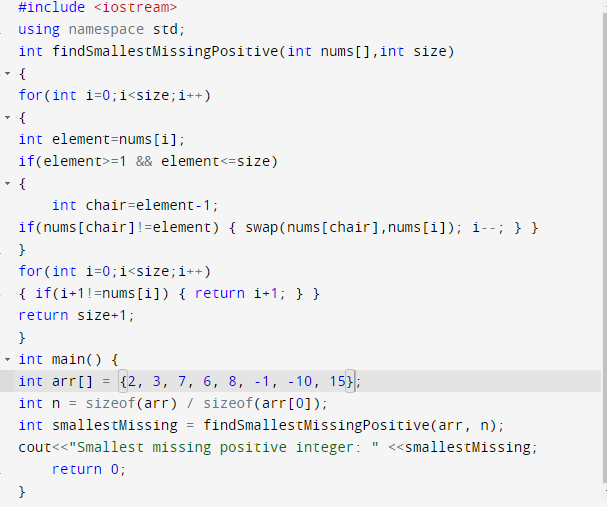 #include <iostream>
using namespace std;
int findSmallestMissingPositive(int nums[],int size)
{
for(int i=0;i<size;i++)
{
int element=nums[i];
if(element>=1 && element<=size)
{
    int chair=element-1;
if(nums[chair]!=element) { swap(nums[chair],nums[i]); i--; } }
}
for(int i=0;i<size;i++)
{ if(i+1!=nums[i]) { return i+1; } }
return size+1;
}
int main() {
int arr[] = {2, 3, 7, 6, 8, -1, -10, 15};
int n = sizeof(arr) / sizeof(arr[0]);
int smallestMissing = findSmallestMissingPositive(arr, n);
cout<<"Smallest missing positive integer: " <<smallestMissing;
    return 0;
}